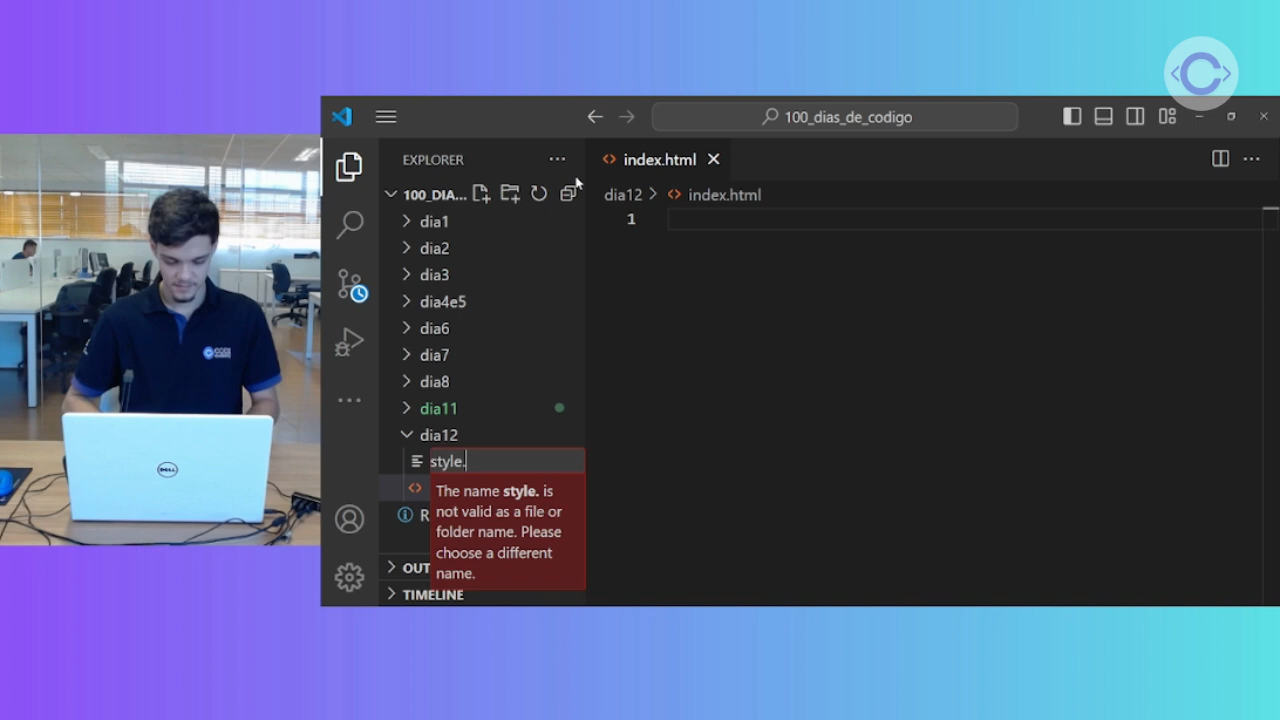 100_dias_de_codigo
EXPLORER
index.html
100_DIA...
dia12 > index.html
dia1
1
dia2
dia3
dia4e5
dia6
dia7
dia8
dia11
dia12
style.
The name style. is
not valid as a file or
folder name. Please
choose a different
name.
R
OUT
TIMELINE
DELL
C